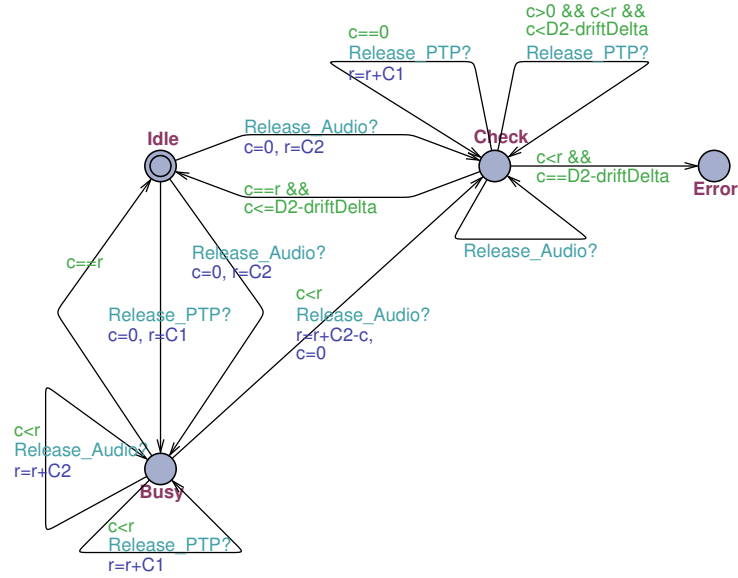 c>0 && c<r &&
c<D2-driftDelta
Release_PTP?
c==0
Release_PTP?
r=r+C1
Idle
Release_Audio?
c=0, r=C2
Check
c==r &&
c<=D2-driftDelta
c<r &&
c==D2-driftDelta
Error
Release_Audio?
c==r
Release_Audio?
c=0, r=C2
Release_PTP?
c=0, r=C1
c<r
Release_Audio?
r=r+C2-c,
c=0
c<r
Release_Audio?
r=r+C2
Busy
c<r
Release_PTP?
r=r+C1